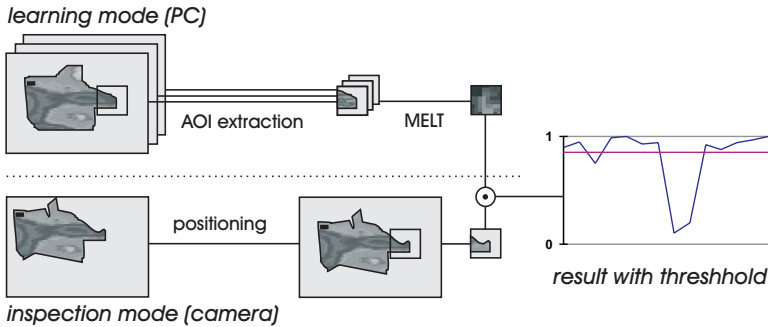 learning mode (PC)
AOI extraction
MELT
1
positioning
0
result with threshhold
inspection mode (camera)